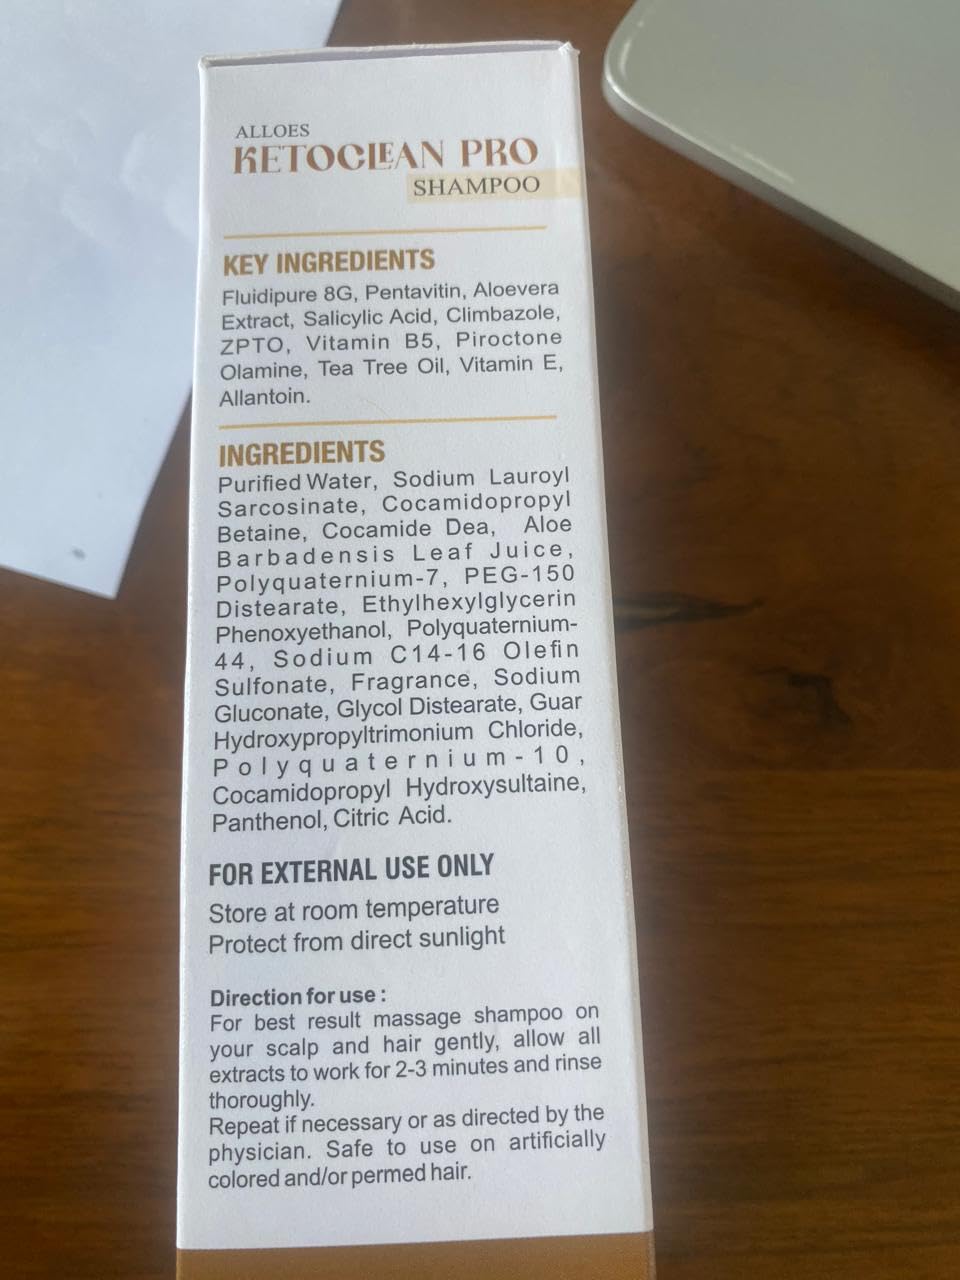 ALLOES
KETOCLEAN PRO
SHAMPOO
KEY INGREDIENTS
Fluidipure 8G, Pentavitin, Aloevera
Extract, Salicylic Acid, Climbazole,
ZPTO, Vitamin B5, Piroctone
Olamine, Tea Tree Oil, Vitamin E,
Allantoin.
INGREDIENTS
Purified Water, Sodium Lauroyl
Sarcosinate, Cocamidopropyl
Betaine, Cocamide Dea, Aloe
Barbadensis Leaf Juice,
Polyquaternium-7, PEG-150
Distearate, Ethylhexylglycerin
Phenoxyethanol, Polyquaternium-
44, Sodium C14-16 Olefin
Sulfonate, Fragrance, Sodium
Gluconate, Glycol Distearate, Guar
Hydroxypropyltrimonium Chloride,
Polyquaternium-10,
Cocamidopropyl Hydroxysultaine,
Panthenol, Citric Acid.
FOR EXTERNAL USE ONLY
Store at room temperature
Protect from direct sunlight
Direction for use :
For best result massage shampoo on
your scalp and hair gently, allow all
extracts to work for 2-3 minutes and rinse
thoroughly.
Repeat if necessary or as directed by the
physician. Safe to use on artificially
colored and/or permed hair.